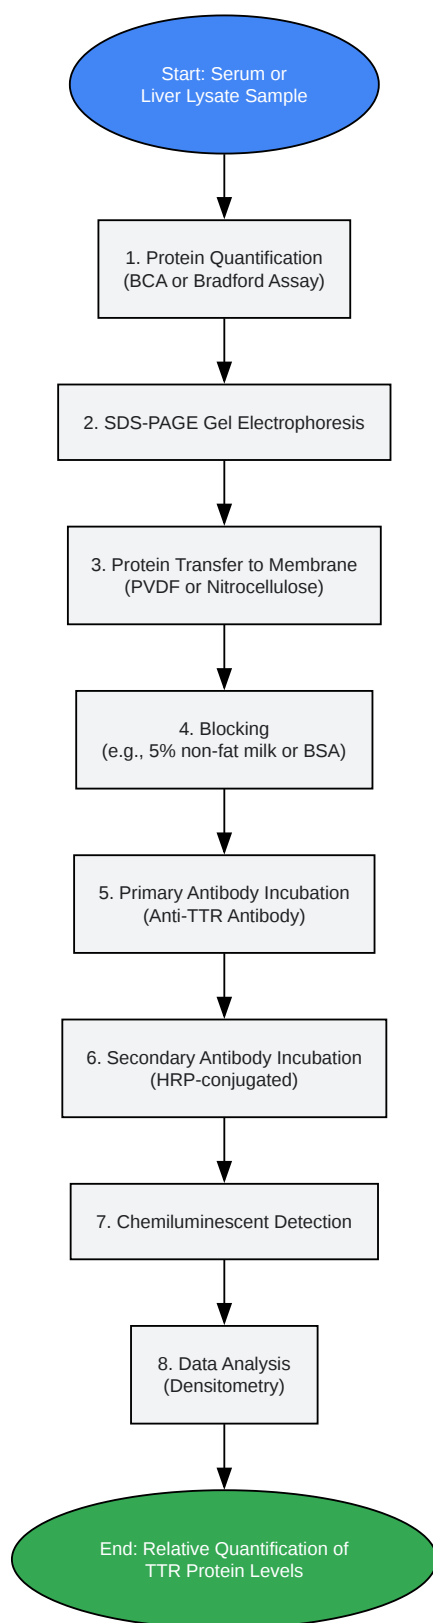 Start: Serum or
Liver Lysate Sample
1. Protein Quantification
(BCA or Bradford Assay)
2. SDS-PAGE Gel Electrophoresis
3. Protein Transfer to Membrane
(PVDF or Nitrocellulose)
4. Blocking
(e.g., 5% non-fat milk or BSA)
5. Primary Antibody Incubation
(Anti-TTR Antibody)
6. Secondary Antibody Incubation
(HRP-conjugated)
7. Chemiluminescent Detection
8. Data Analysis
(Densitometry)
End: Relative Quantification of
TTR Protein Levels